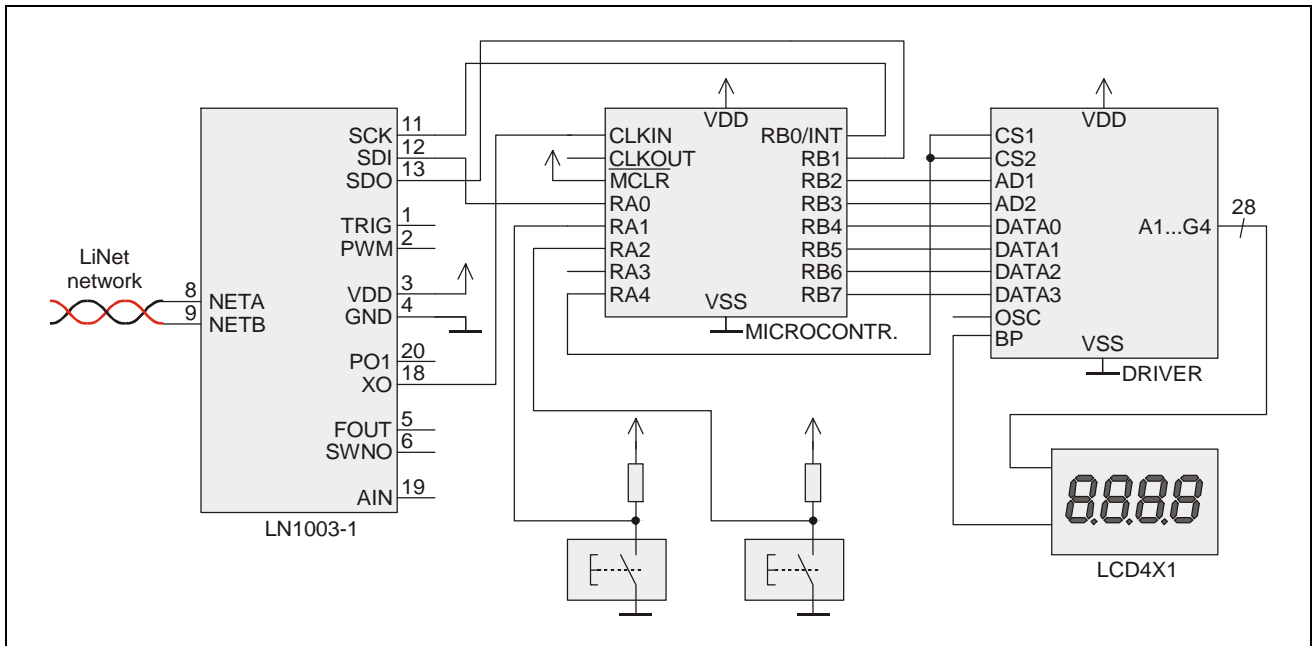 LiNet
network
8 NETA
9 NETB
SCK 11
SDI 12
SDO 13
TRIG 1
PWM 2
VDD 3
GND 4
PO1 20
XO 18
FOUT 5
SWNO 6
AIN 19
LN1003-1
VDD
CLKIN RB0/INT
CLKOUT RB1
MCLR RB2
RA0 RB3
RA1 RB4
RA2 RB5
RA3 RB6
RA4 RB7
VSS
MICROCONTR.
VDD
CS1
CS2
AD1
AD2
DATA0 A1...G4 28
DATA1
DATA2
DATA3
OSC
BP
VSS
DRIVER
8.8.8.8
LCD4X1